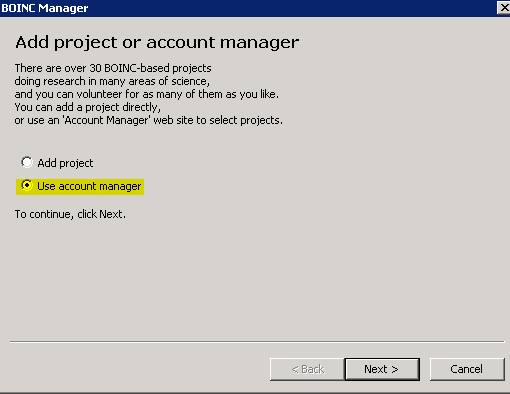 BOINC Manager
Add project or account manager
There are over 30 BOINC-based projects
doing research in many areas of science,
and you can volunteer for as many of them as you like.
You can add a project directly,
or use an 'Account Manager' web site to select projects.
Add project
Use account manager
To continue, click Next.
< Back
Next >
Cancel